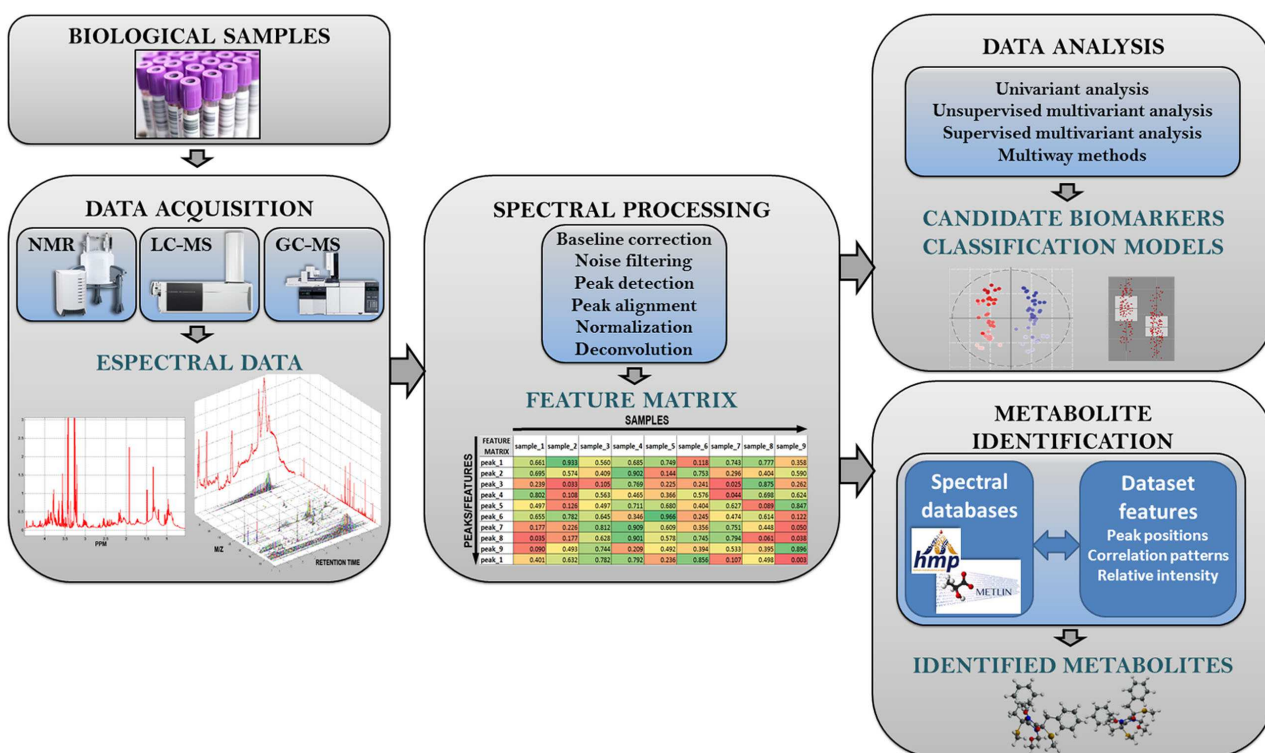 BIOLOGICAL SAMPLES
DATA ACQUISITION
NMR LC-MS GC-MS
ESPECTRAL DATA
PPM
M/Z
RETENTION TIME
SPECTRAL PROCESSING
Baseline correction
Noise filtering
Peak detection
Peak alignment
Normalization
Deconvolution
FEATURE MATRIX
SAMPLES
PEAKS/FEATURES
FEATURE MATRIX sample_1 sample_2 sample_3 sample_4 sample_5 sample_6 sample_7 sample_8 sample_9
peak_1 0.661 0.933 0.560 0.685 0.749 0.118 0.743 0.777 0.358
peak_2 0.695 0.574 0.409 0.902 0.144 0.753 0.296 0.404 0.590
peak_3 0.239 0.033 0.105 0.769 0.225 0.241 0.025 0.875 0.262
peak_4 0.802 0.108 0.563 0.465 0.366 0.576 0.044 0.698 0.624
peak_5 0.497 0.126 0.497 0.711 0.680 0.404 0.627 0.089 0.847
peak_6 0.655 0.782 0.645 0.346 0.966 0.245 0.474 0.614 0.122
peak_7 0.177 0.226 0.812 0.909 0.609 0.356 0.751 0.448 0.050
peak_8 0.035 0.177 0.628 0.901 0.578 0.745 0.794 0.061 0.038
peak_9 0.090 0.493 0.744 0.209 0.492 0.394 0.533 0.395 0.896
peak_1 0.401 0.632 0.782 0.792 0.236 0.856 0.107 0.498 0.003
DATA ANALYSIS
Univariant analysis
Unsupervised multivariant analysis
Supervised multivariant analysis
Multiway methods
CANDIDATE BIOMARKERS
CLASSIFICATION MODELS
METABOLITE
IDENTIFICATION
Spectral
databases
hmp
METLIN
Dataset
features
Peak positions
Correlation patterns
Relative intensity
IDENTIFIED METABOLITES